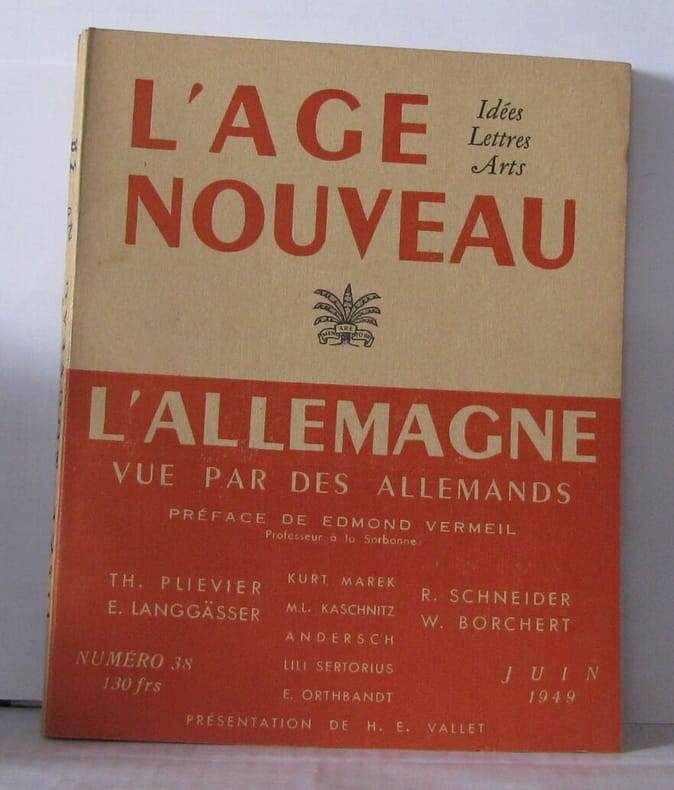 L'AGE
NOUVEAU
Idées
Lettres
Arts
L'ALLEMAGNE
VUE PAR DES ALLEMANDS
PRÉFACE DE EDMOND VERMEIL
Professeur à la Sorbonne
TH. PLIEVIER
E. LANGGÄSSER
KURT MAREK
M.L. KASCHNITZ
ANDERSCH
LILI SERTORIUS
E. ORTHBANDT
R. SCHNEIDER
W. BORCHERT
NUMÉRO 38
130 frs
JUIN
1949
PRÉSENTATION DE H. E. VALLET